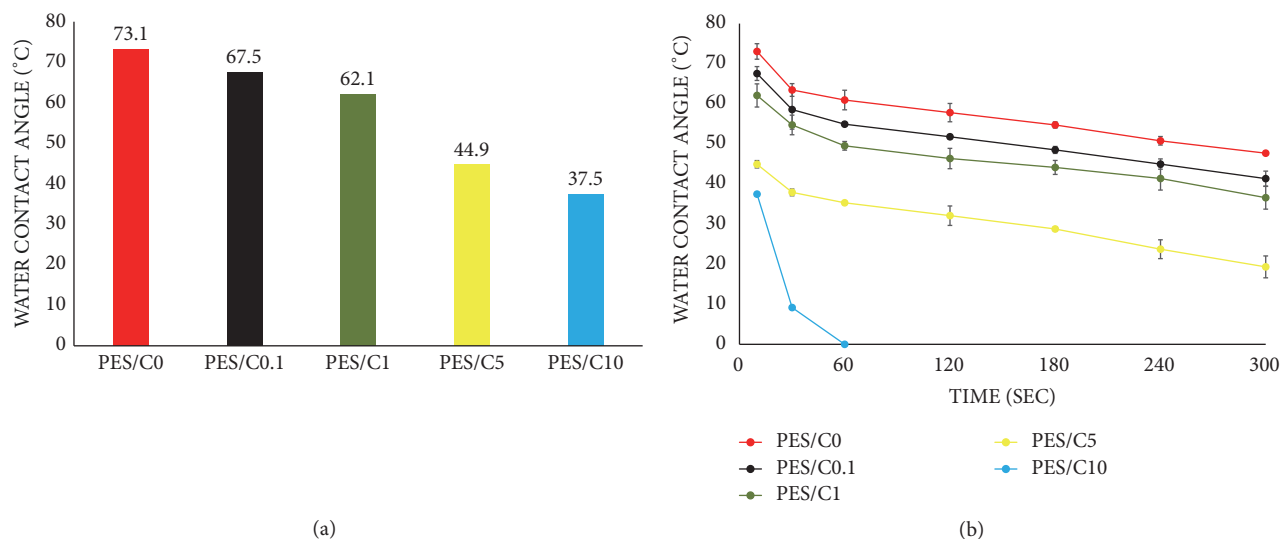 80
70
60
50
40
30
20
10
0
WATER CONTACT ANGLE (˚C)
73.1
67.5
62.1
44.9
37.5
PES/C0 PES/C0.1 PES/C1 PES/C5 PES/C10
(a)
80
70
60
50
40
30
20
10
0
WATER CONTACT ANGLE (˚C)
0 60 120 180 240 300
TIME (SEC)
PES/C0
PES/C0.1
PES/C1
PES/C5
PES/C10
(b)